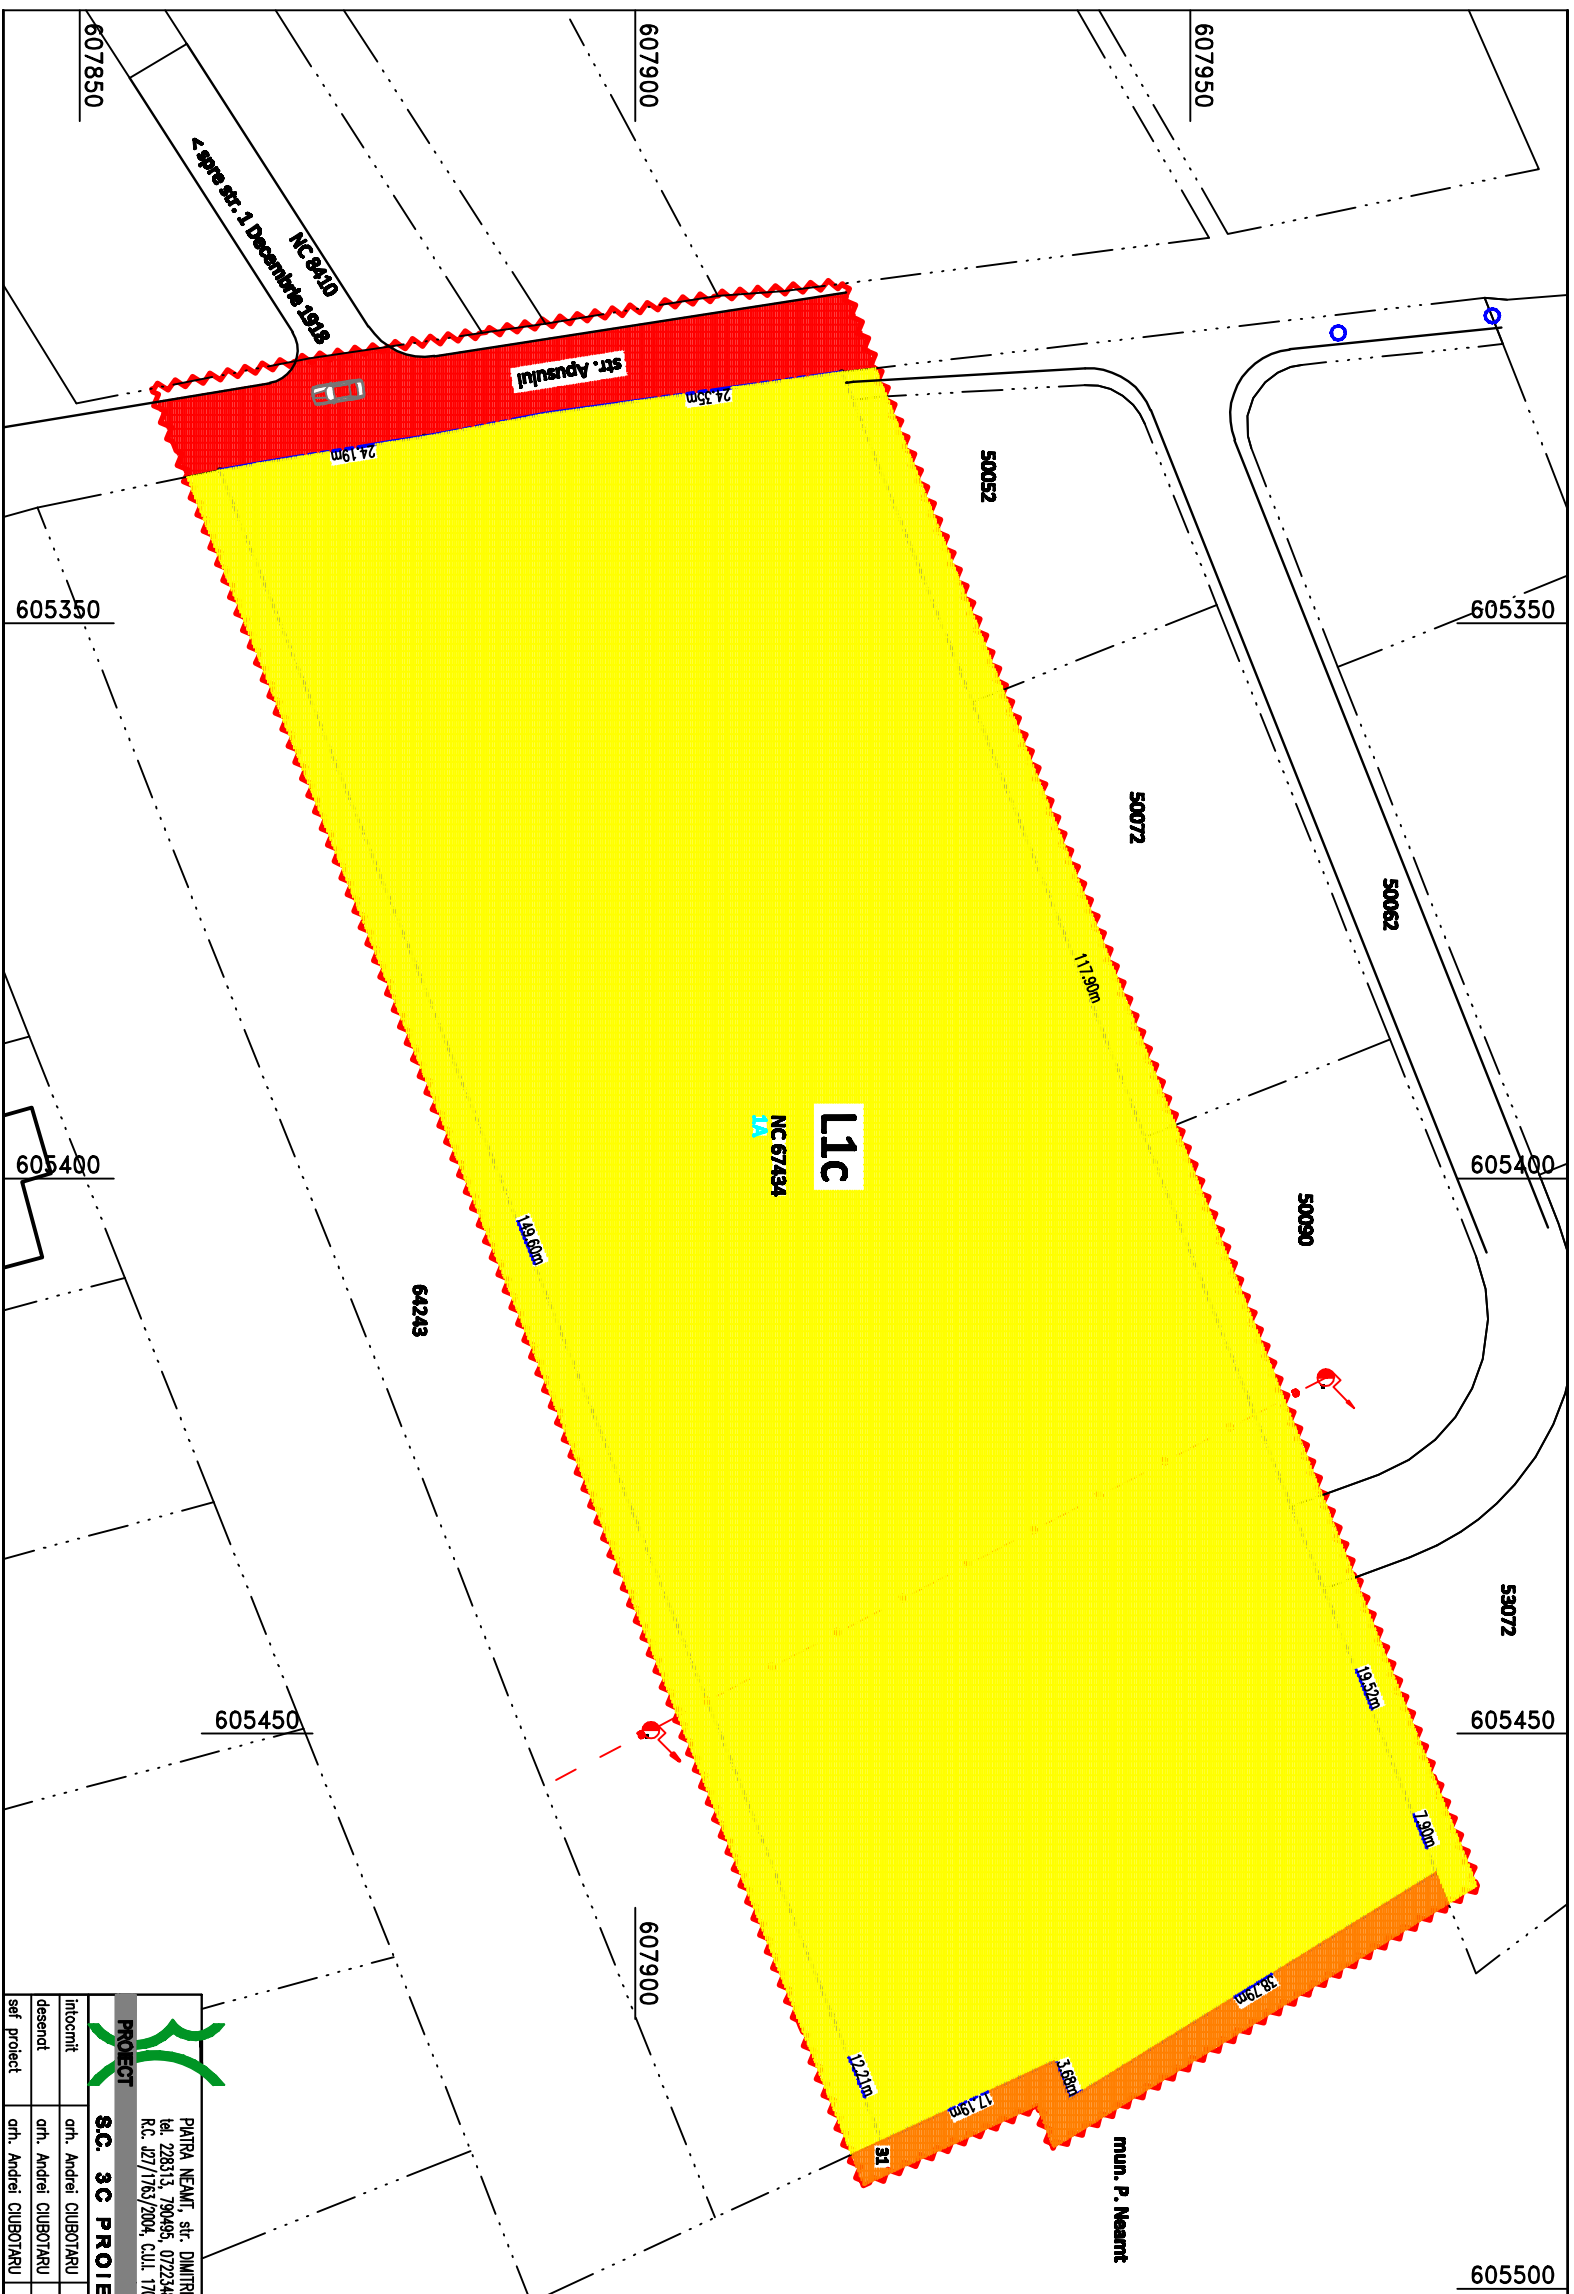 607850
607900
607950
< spre str. 1 Decembrie 1918
NC 8410
str. Apusului
24.35m
24.19m
50052
605350
605350
50072
50062
117.90m
L1c
NC 67434
1A
605400
605400
50090
149.60m
64243
53072
19.52m
605450
605450
7.90m
607900
38.79m
3.68m
17.19m
12.21m
31
mun. P. Neamt
605500
PROIECT
PIATRA NEAMT, str. DIMITRI
tel. 228313, 790495, 072234
R.C. J27/1763/2004, C.U.I. 170
S.C. 3C PROIE
intocmit arh. Andrei CIUBOTARU
desenat arh. Andrei CIUBOTARU
sef proiect arh. Andrei CIUBOTARU